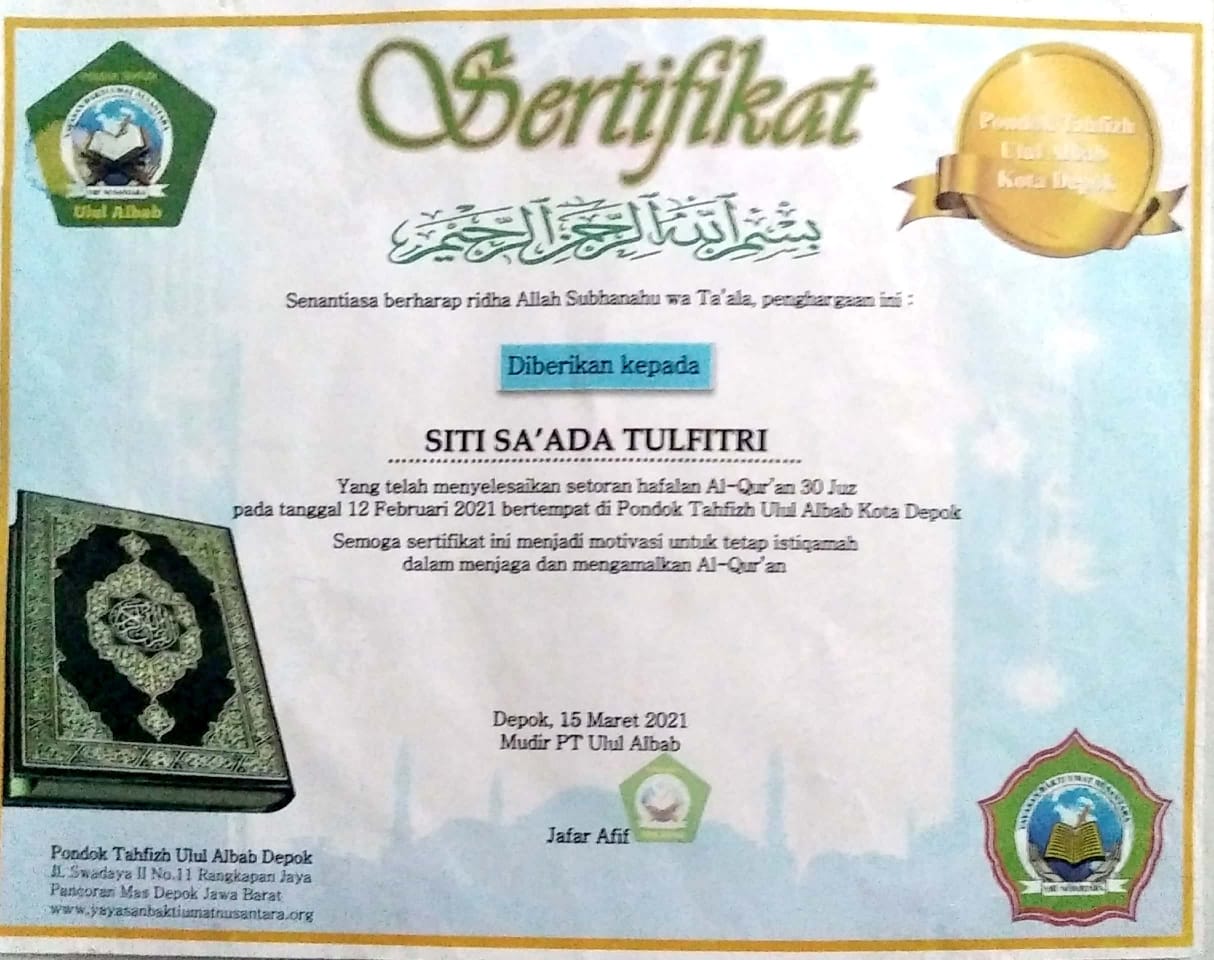 Sertifikat
Pondok Tahfizh
Ulul Albab
Kota Depok
YAYASAN BAKTI UMAT NUSANTARA
Ulul Albab
بِسْمِ اللَّهِ الرَّحْمَٰنِ الرَّحِيمِ
Senantiasa berharap ridha Allah Subhanahu wa Ta'ala, penghargaan ini :
Diberikan kepada
SITI SA'ADA TULFITRI
Yang telah menyelesaikan setoran hafalan Al-Qur'an 30 Juz
pada tanggal 12 Februari 2021 bertempat di Pondok Tahfizh Ulul Albab Kota Depok
Semoga sertifikat ini menjadi motivasi untuk tetap istiqamah
dalam menjaga dan mengamalkan Al-Qur'an
Depok, 15 Maret 2021
Mudir PT Ulul Albab
Jafar Afif
Pondok Tahfizh Ulul Albab Depok
Jl. Swadaya II No.11 Rangkapan Jaya
Pancoran Mas Depok Jawa Barat
www.yayasanbaktiumatnusantara.org
YAYASAN BAKTI UMAT NUSANTARA